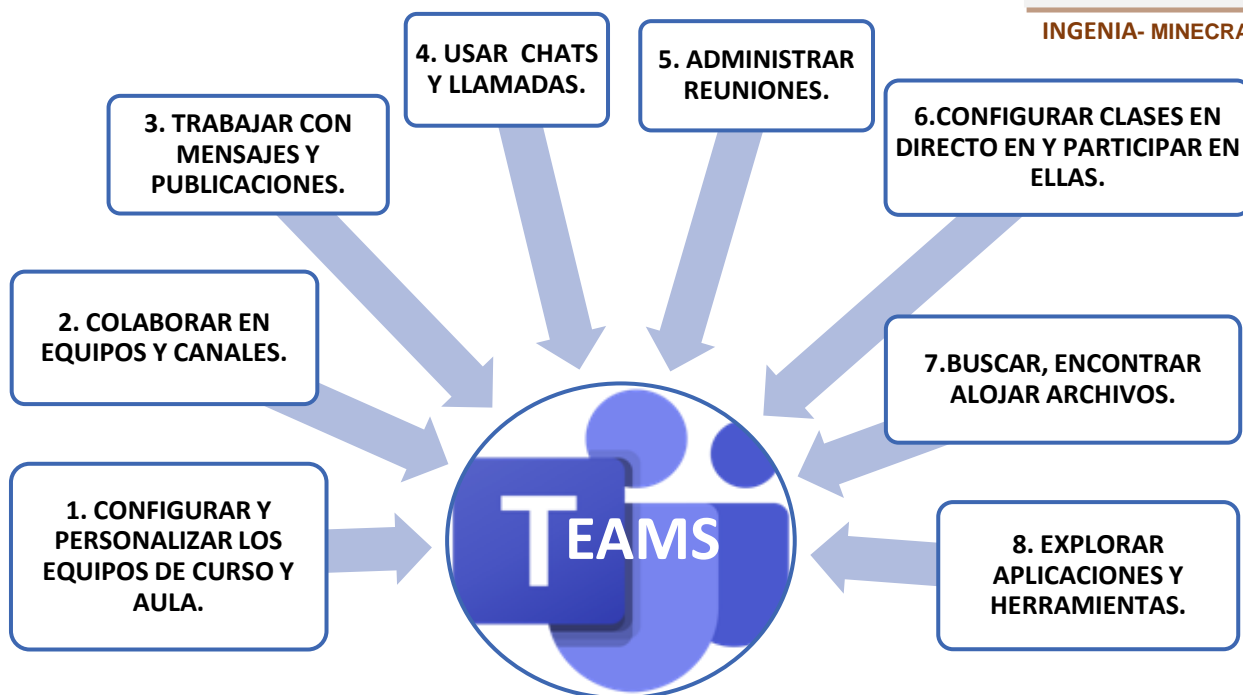 INGENIA- MINECRA
4. USAR CHATS
Y LLAMADAS.
5. ADMINISTRAR
REUNIONES.
3. TRABAJAR CON
MENSAJES Y
PUBLICACIONES.
6.CONFIGURAR CLASES EN
DIRECTO EN Y PARTICIPAR EN
ELLAS.
2. COLABORAR EN
EQUIPOS Y CANALES.
7.BUSCAR, ENCONTRAR
ALOJAR ARCHIVOS.
1. CONFIGURAR Y
PERSONALIZAR LOS
EQUIPOS DE CURSO Y
AULA.
TEAMS
8. EXPLORAR
APLICACIONES Y
HERRAMIENTAS.